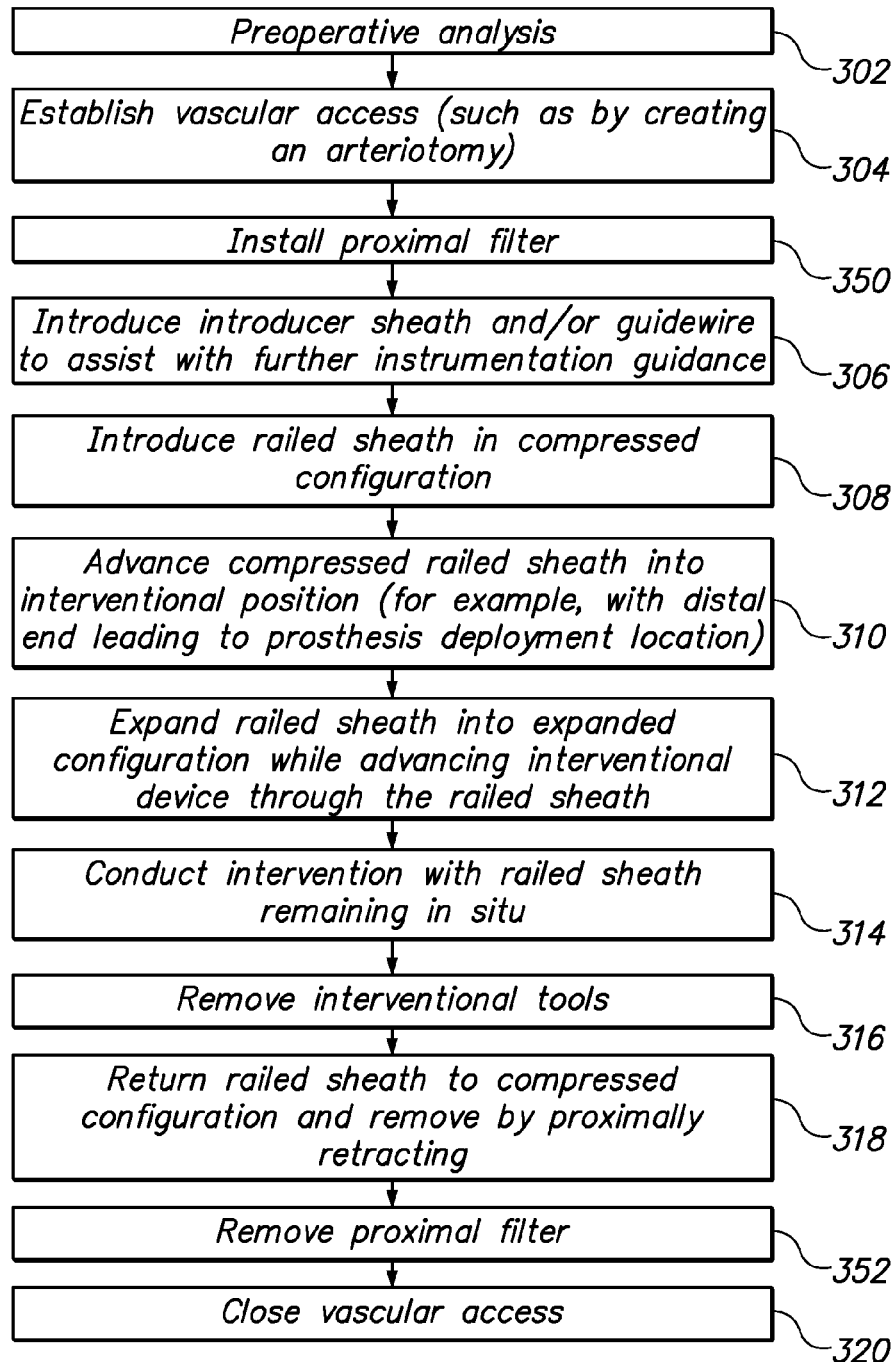 Preoperative analysis
302
Establish vascular access (such as by creating
an arteriotomy)
304
Install proximal filter
350
Introduce introducer sheath and/or guidewire
to assist with further instrumentation guidance
306
Introduce railed sheath in compressed
configuration
308
Advance compressed railed sheath into
interventional position (for example, with distal
end leading to prosthesis deployment location)
310
Expand railed sheath into expanded
configuration while advancing interventional
device through the railed sheath
312
Conduct intervention with railed sheath
remaining in situ
314
Remove interventional tools
316
Return railed sheath to compressed
configuration and remove by proximally
retracting
318
Remove proximal filter
352
Close vascular access
320